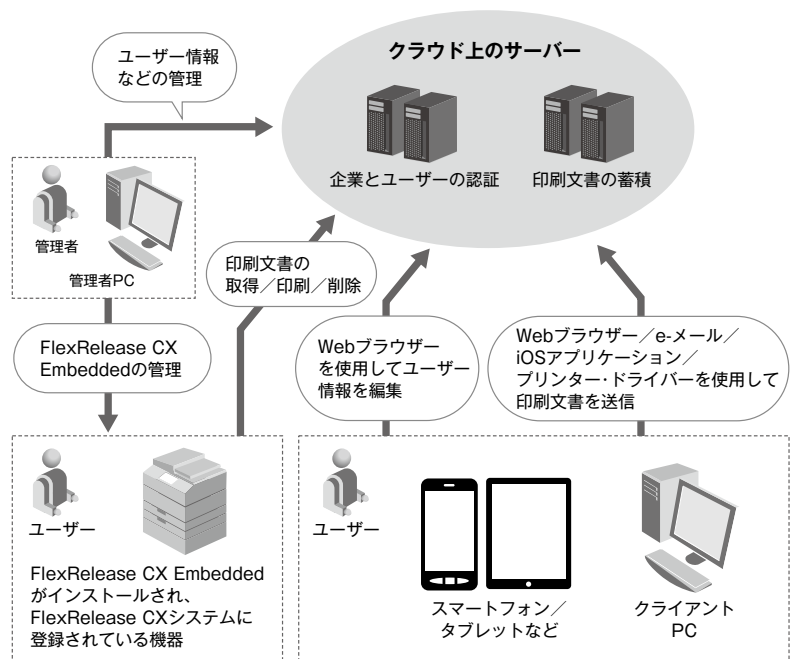 クラウド上のサーバー
ユーザー情報
などの管理
企業とユーザーの認証
印刷文書の蓄積
管理者
管理者PC
印刷文書の
取得／印刷／削除
FlexRelease CX
Embeddedの管理
Webブラウザー
を使用してユーザー
情報を編集
Webブラウザー／e-メール／
iOSアプリケーション／
プリンター・ドライバーを使用して
印刷文書を送信
ユーザー
FlexRelease CX Embedded
がインストールされ、
FlexRelease CXシステムに
登録されている機器
ユーザー
スマートフォン／
タブレットなど
クライアント
PC